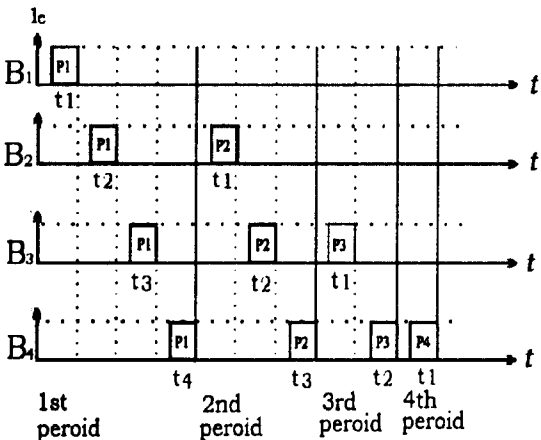 Ie
B1 P1 t
t1
B2 P1 P2 t
t2 t1
B3 P1 P2 P3 t
t3 t2 t1
B4 P1 P2 P3 P4 t
t4 t3 t2 t1
1st peroid
2nd peroid
3rd peroid
4th peroid